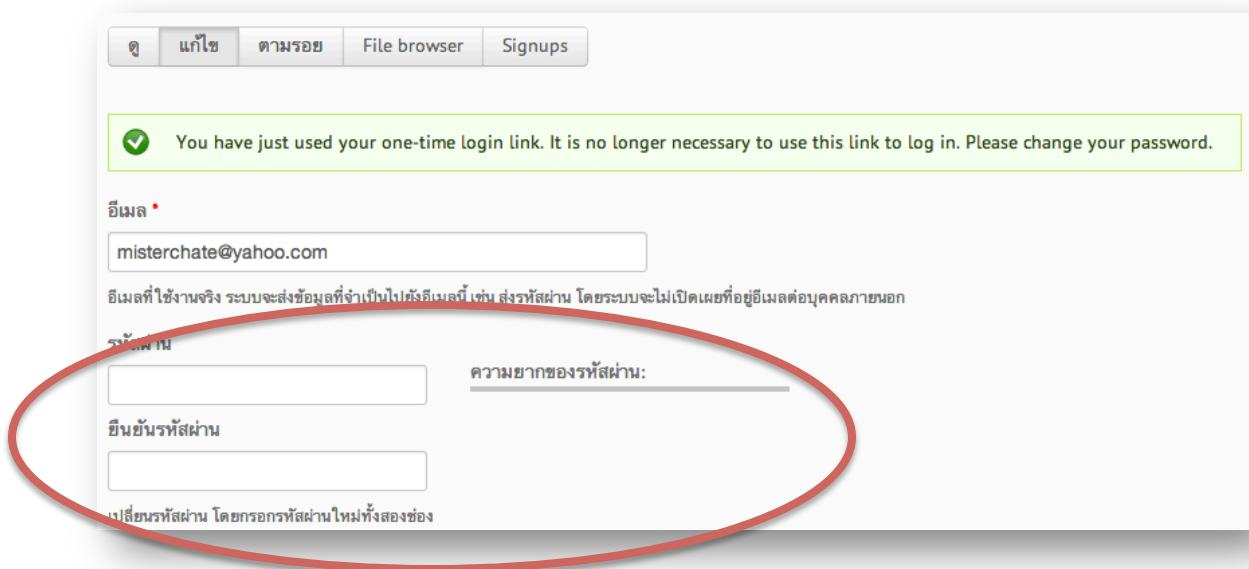 ดู แก้ไข ตามรอย File browser Signups
You have just used your one-time login link. It is no longer necessary to use this link to log in. Please change your password.
อีเมล *
misterchate@yahoo.com
อีเมลที่ใช้งานจริง ระบบจะส่งข้อมูลที่จำเป็นไปยังอีเมลนี้ เช่น ส่งรหัสผ่าน โดยระบบจะไม่เปิดเผยที่อยู่อีเมลต่อบุคคลภายนอก
รหัสผ่าน
ความยากของรหัสผ่าน:
ยืนยันรหัสผ่าน
เปลี่ยนรหัสผ่าน โดยกรอกรหัสผ่านใหม่ทั้งสองช่อง